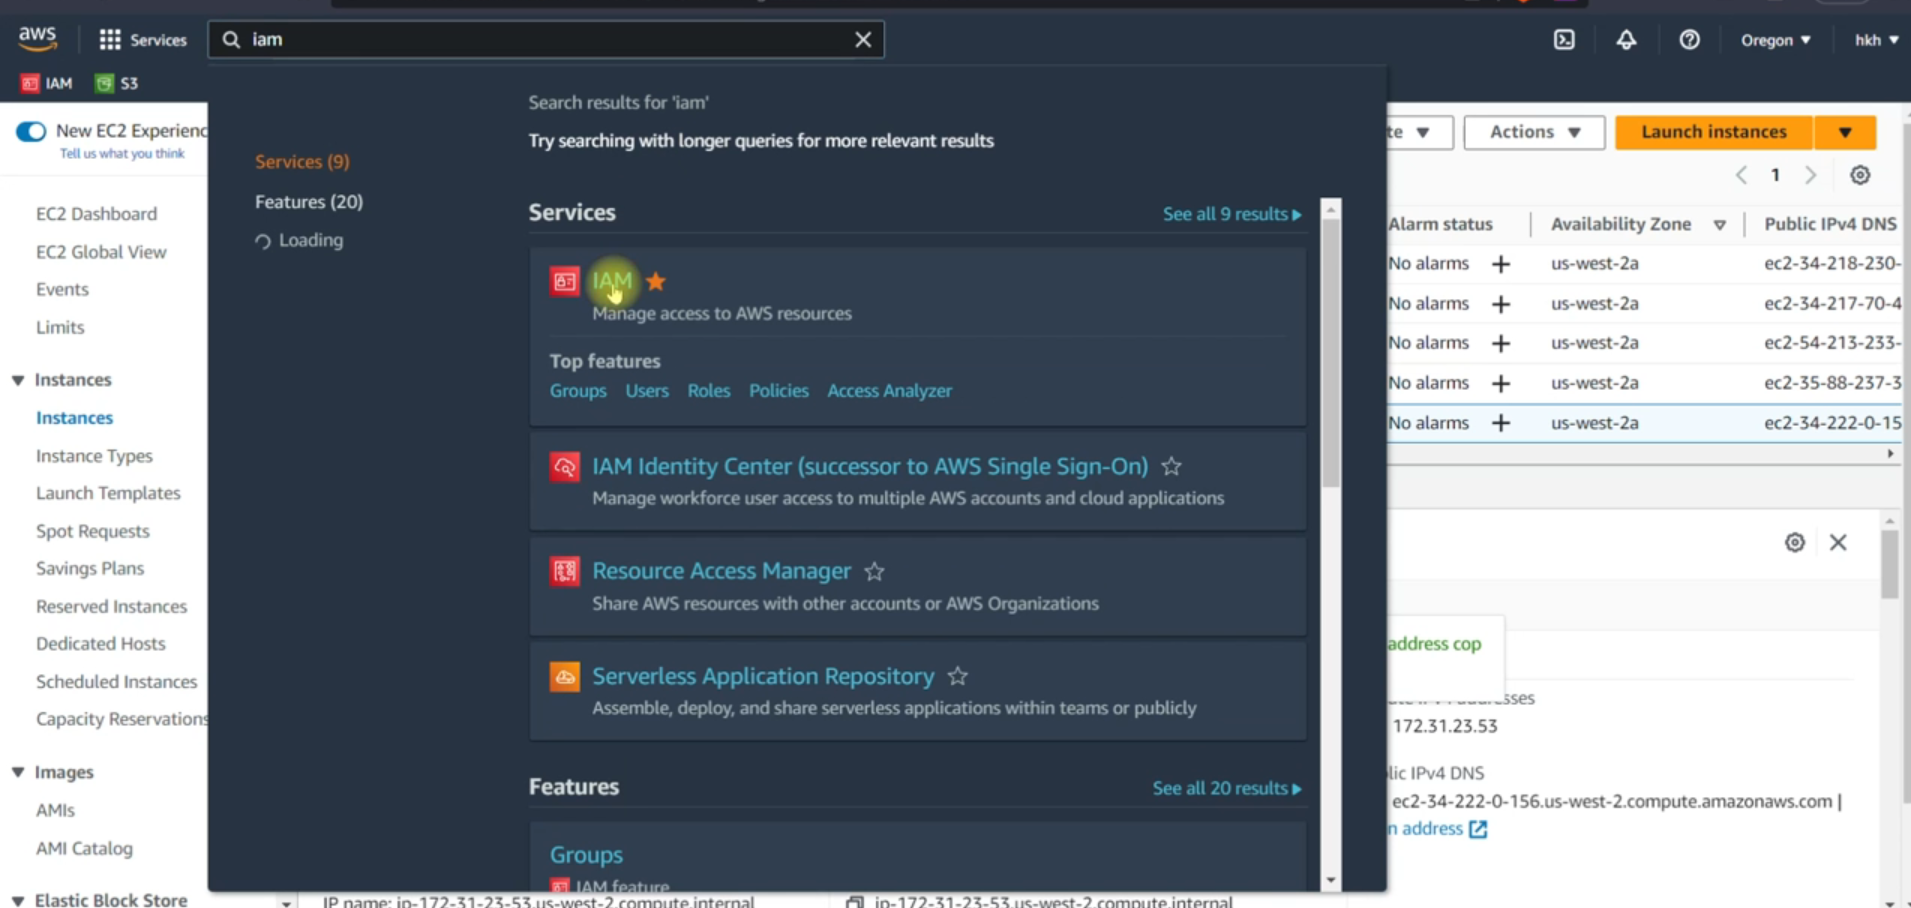 aws
Services
iam
Oregon ▼
hkh ▼
IAM
S3
New EC2 Experienc
Tell us what you think
EC2 Dashboard
EC2 Global View
Events
Limits
Instances
Instances
Instance Types
Launch Templates
Spot Requests
Savings Plans
Reserved Instances
Dedicated Hosts
Scheduled Instances
Capacity Reservations
Images
AMIs
AMI Catalog
Elastic Block Store
Services (9)
Features (20)
Loading
Search results for 'iam'
Try searching with longer queries for more relevant results
Services
See all 9 results
IAM
Manage access to AWS resources
Top features
Groups Users Roles Policies Access Analyzer
IAM Identity Center (successor to AWS Single Sign-On)
Manage workforce user access to multiple AWS accounts and cloud applications
Resource Access Manager
Share AWS resources with other accounts or AWS Organizations
Serverless Application Repository
Assemble, deploy, and share serverless applications within teams or publicly
Features
See all 20 results
Groups
IAM feature
te ▼
Actions ▼
Launch instances
1
Alarm status
Availability Zone
Public IPv4 DNS
No alarms + us-west-2a ec2-34-218-230-
No alarms + us-west-2a ec2-34-217-70-4
No alarms + us-west-2a ec2-54-213-233-
No alarms + us-west-2a ec2-35-88-237-3
No alarms + us-west-2a ec2-34-222-0-15
address cop
172.31.23.53
lic IPv4 DNS
ec2-34-222-0-156.us-west-2.compute.amazonaws.com |
n address
IP name: ip-172-31-23-53.us-west-2.compute.internal
ip-172-31-23-53.us-west-2.compute.internal